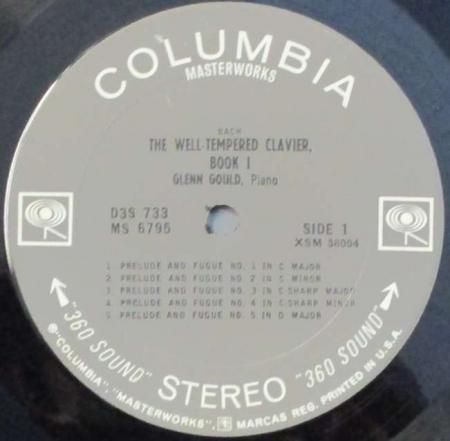 COLUMBIA
MASTERWORKS
BACH
THE WELL-TEMPERED CLAVIER,
BOOK I
GLENN GOULD, Piano
D3S 733
MS 6795
SIDE 1
XSM 38004
1 PRELUDE AND FUGUE NO. 1 IN C MAJOR
2 PRELUDE AND FUGUE NO. 2 IN C MINOR
3 PRELUDE AND FUGUE NO. 3 IN C-SHARP MAJOR
4 PRELUDE AND FUGUE NO. 4 IN C-SHARP MINOR
5 PRELUDE AND FUGUE NO. 5 IN D MAJOR
"360 SOUND" STEREO "360 SOUND"
®"COLUMBIA", "MASTERWORKS", MARCAS REG. PRINTED IN U.S.A.